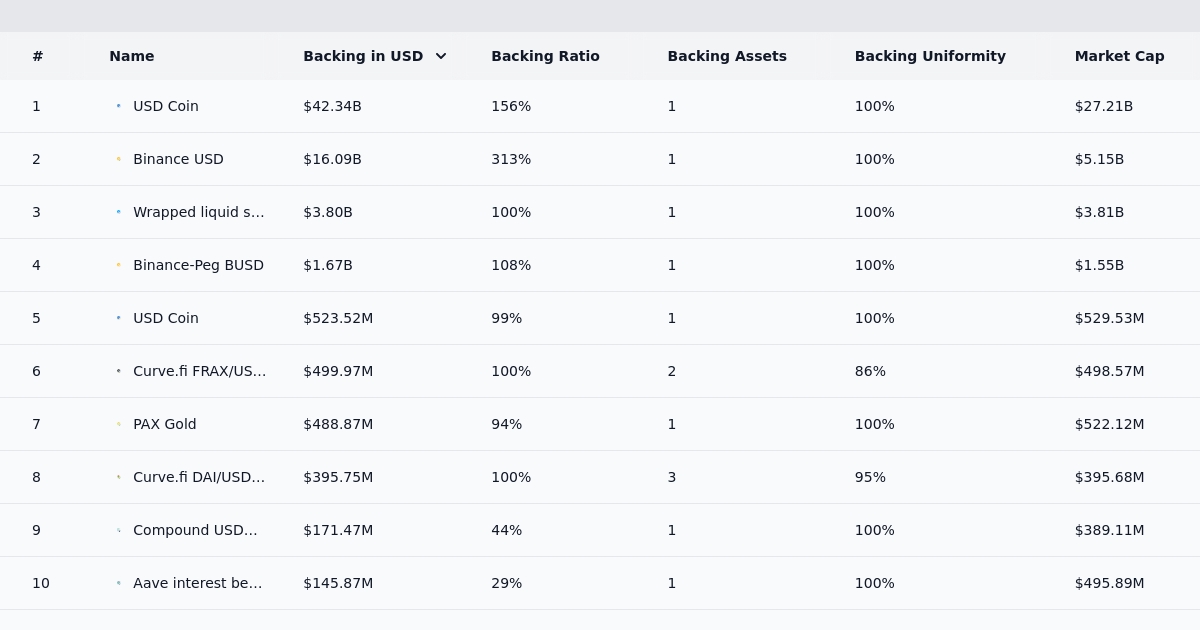 # Name Backing in USD Backing Ratio Backing Assets Backing Uniformity Market Cap
1 USD Coin $42.34B 156% 1 100% $27.21B
2 Binance USD $16.09B 313% 1 100% $5.15B
3 Wrapped liquid s... $3.80B 100% 1 100% $3.81B
4 Binance-Peg BUSD $1.67B 108% 1 100% $1.55B
5 USD Coin $523.52M 99% 1 100% $529.53M
6 Curve.fi FRAX/US... $499.97M 100% 2 86% $498.57M
7 PAX Gold $488.87M 94% 1 100% $522.12M
8 Curve.fi DAI/USD... $395.75M 100% 3 95% $395.68M
9 Compound USD... $171.47M 44% 1 100% $389.11M
10 Aave interest be... $145.87M 29% 1 100% $495.89M